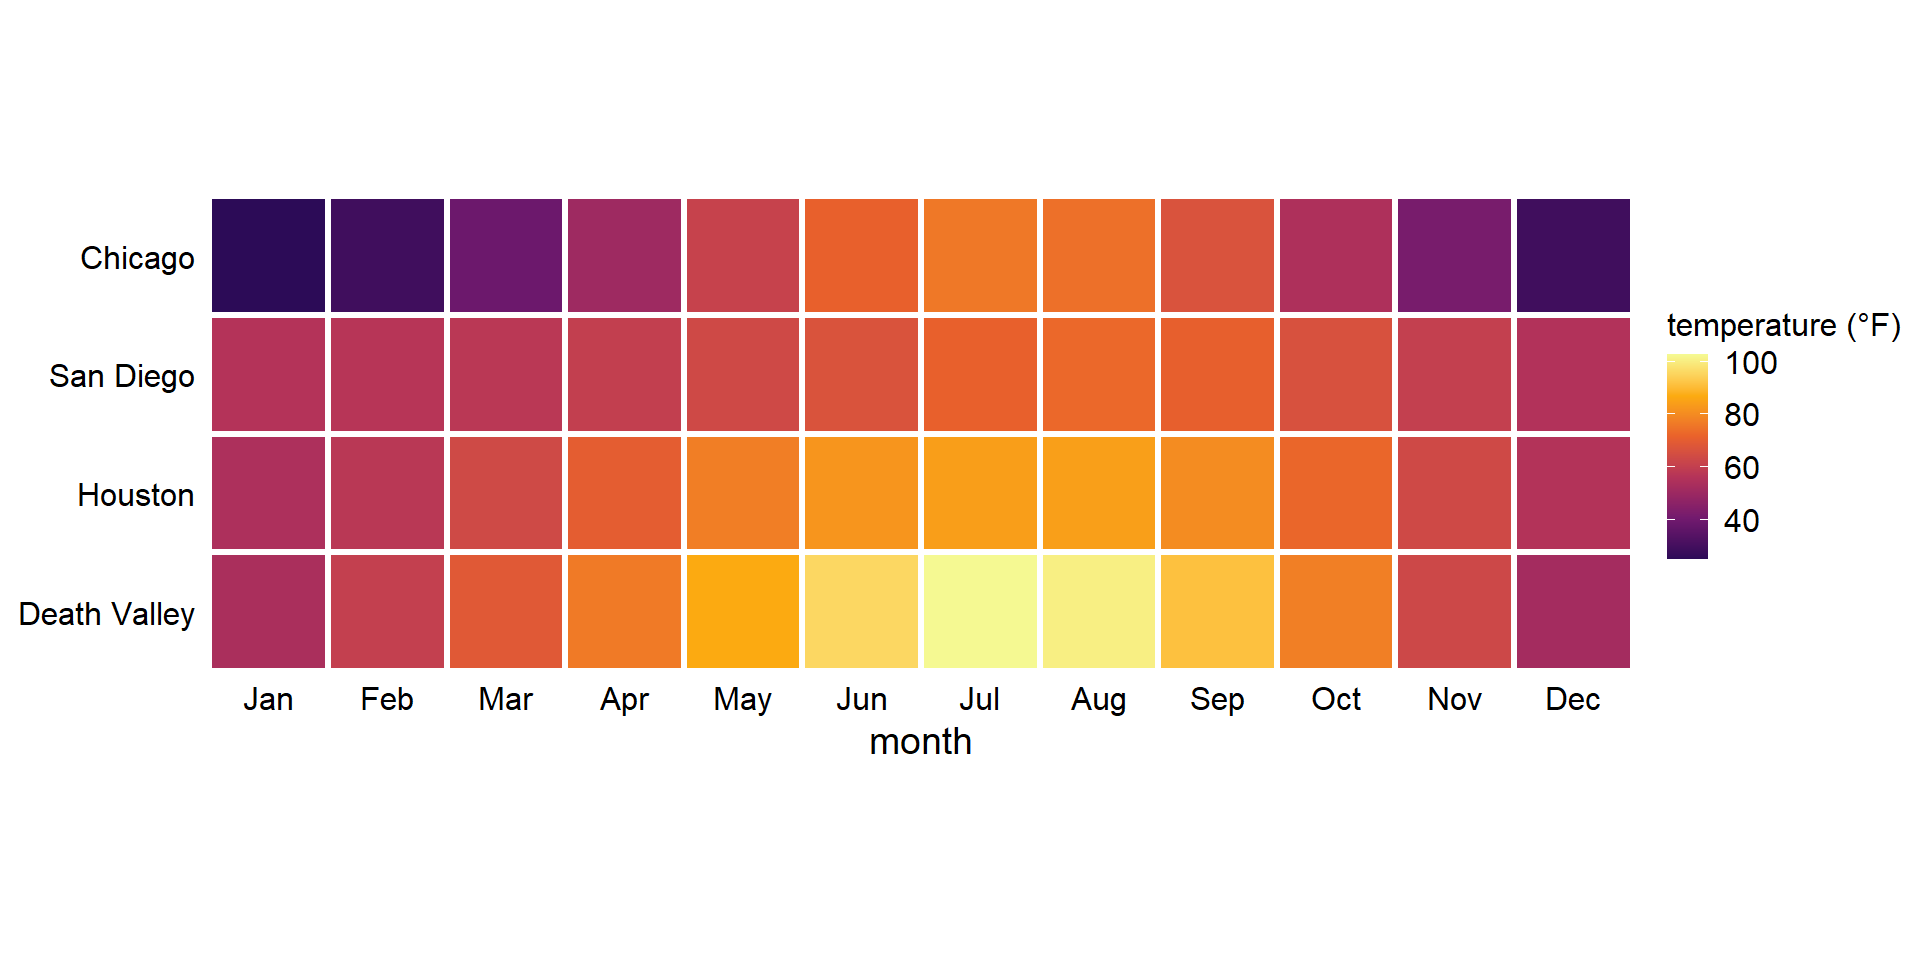 Chicago
San Diego
Houston
Death Valley
Jan Feb Mar Apr May Jun Jul Aug Sep Oct Nov Dec
month
temperature (°F)
100
80
60
40